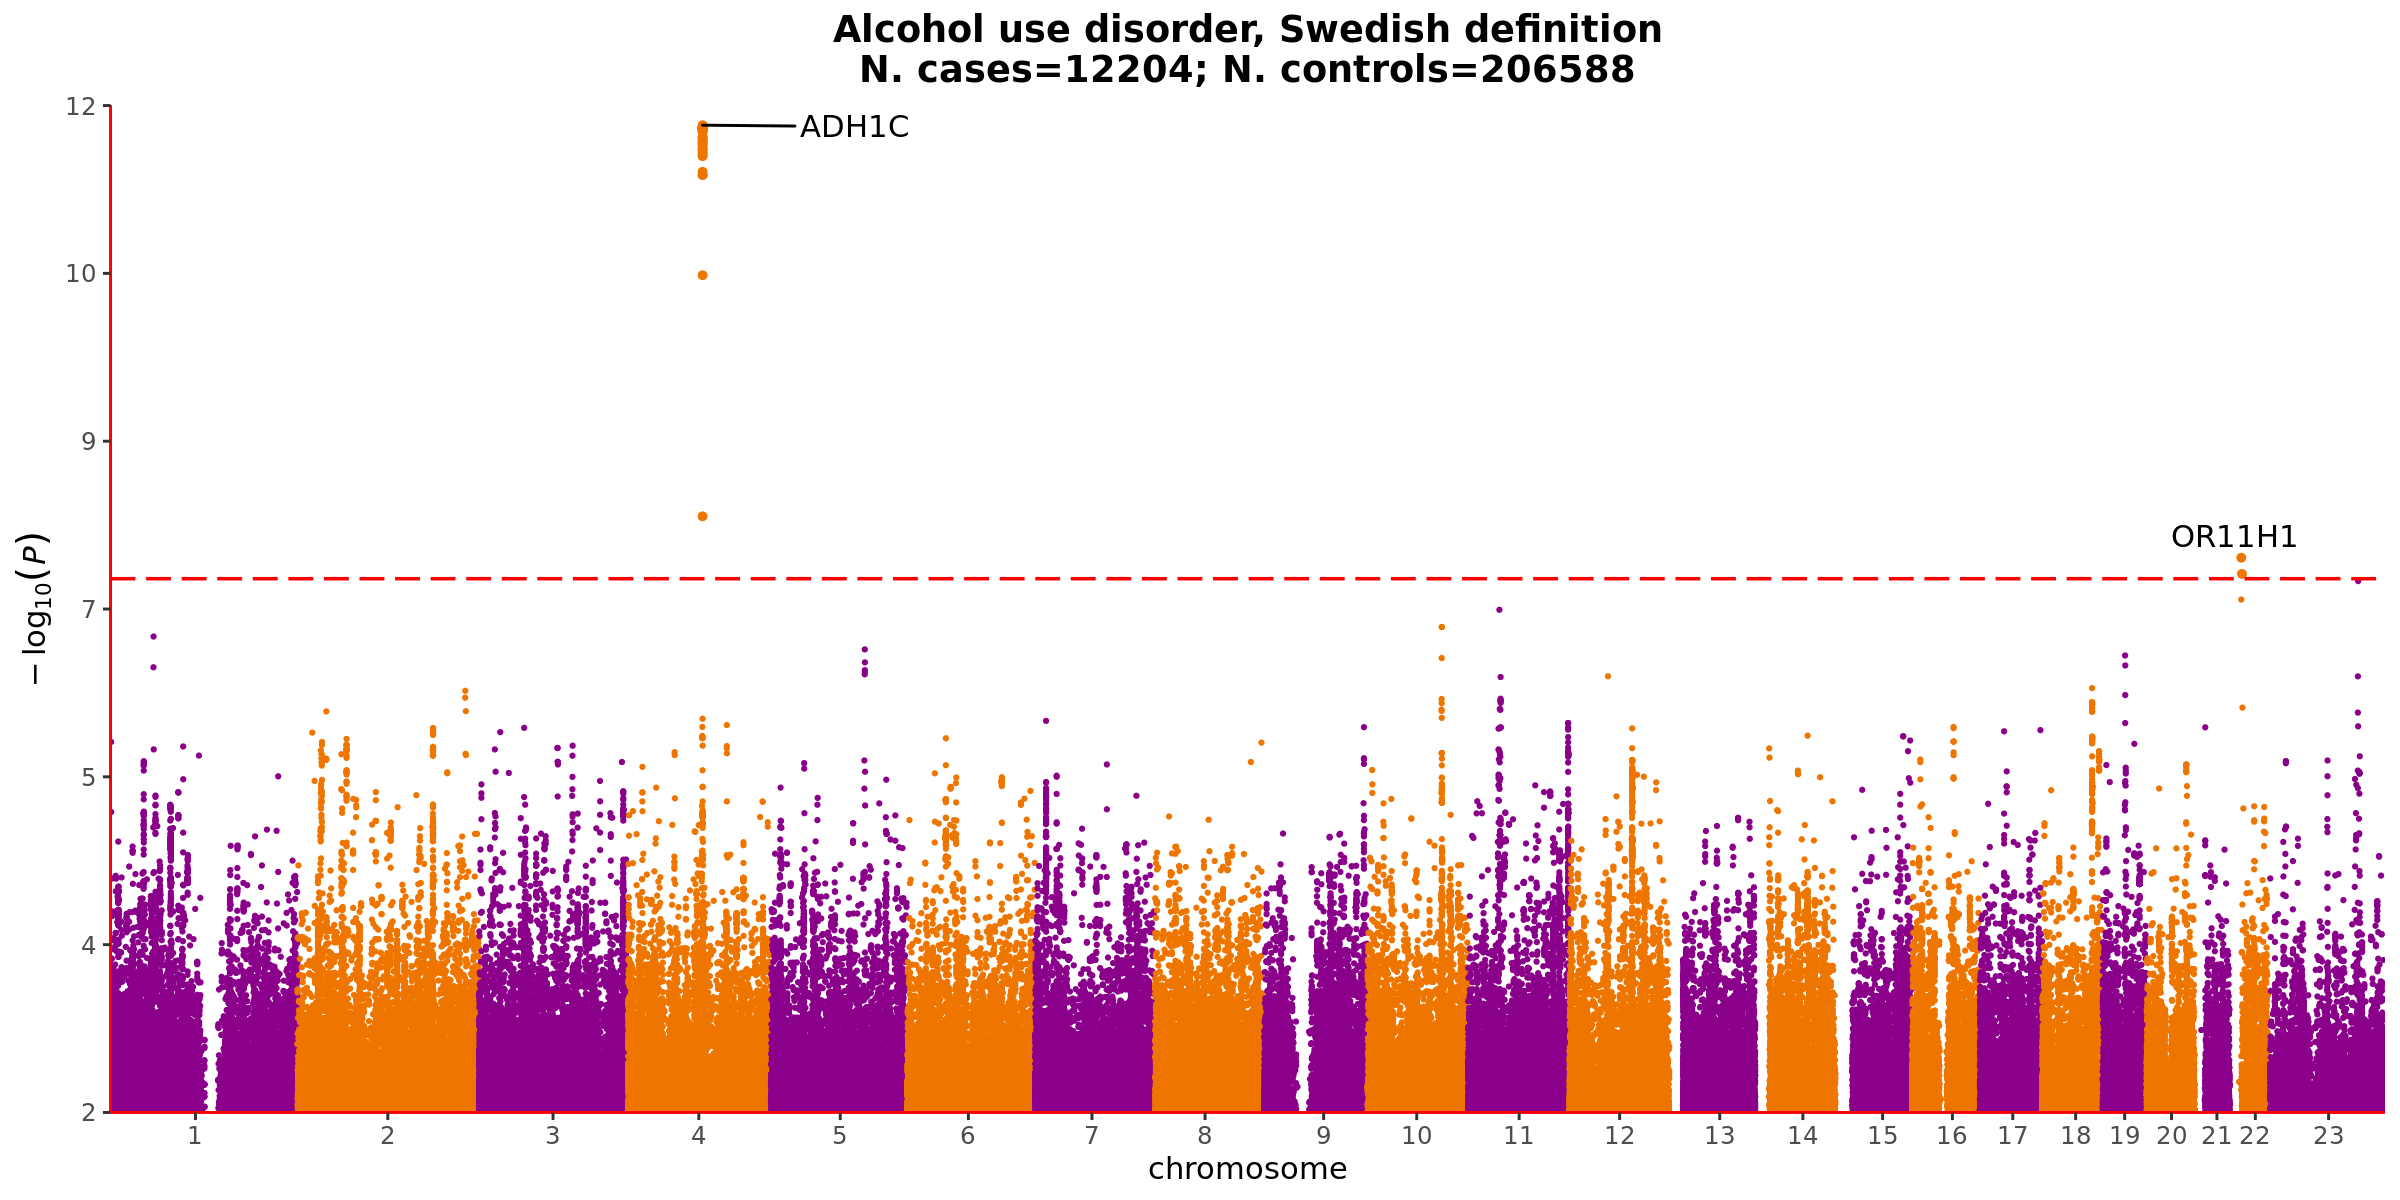 Alcohol use disorder, Swedish definition
N. cases=12204; N. controls=206588
12
ADH1C
10
9
OR11H1
7
5
4
2
− log₁₀( P )
1 2 3 4 5 6 7 8 9 10 11 12 13 14 15 16 17 18 19 20 21 22 23
chromosome